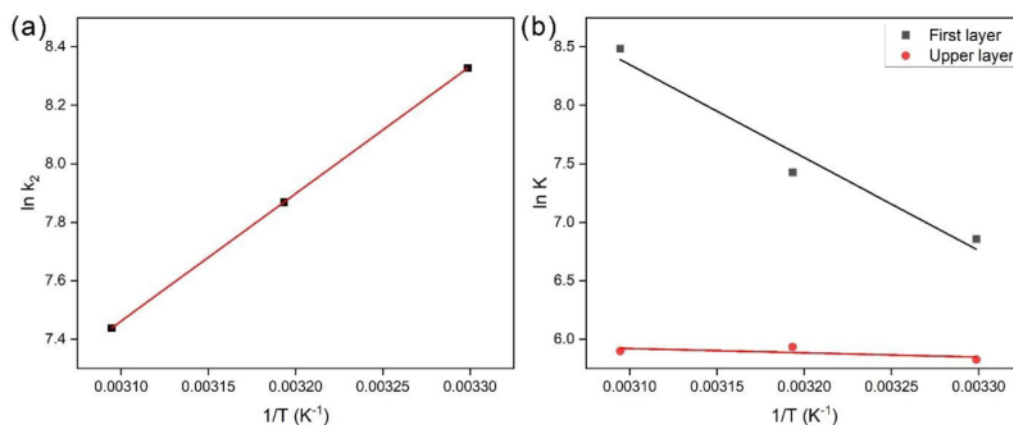 (a)
8.4
8.2
8.0
7.8
7.6
7.4
ln k₂
0.00310 0.00315 0.00320 0.00325 0.00330
1/T (K⁻¹)
(b)
First layer
Upper layer
8.5
8.0
7.5
7.0
6.5
6.0
ln K
0.00310 0.00315 0.00320 0.00325 0.00330
1/T (K⁻¹)